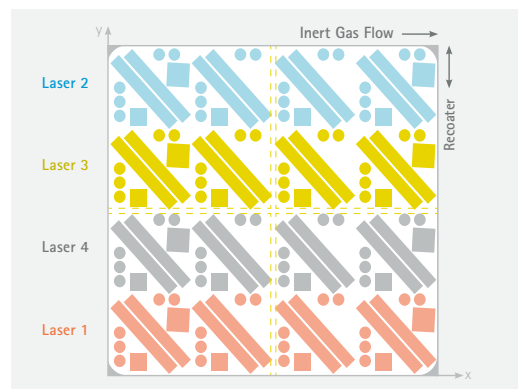 y
Inert Gas Flow
Laser 2
Recoater
Laser 3
Laser 4
Laser 1
x